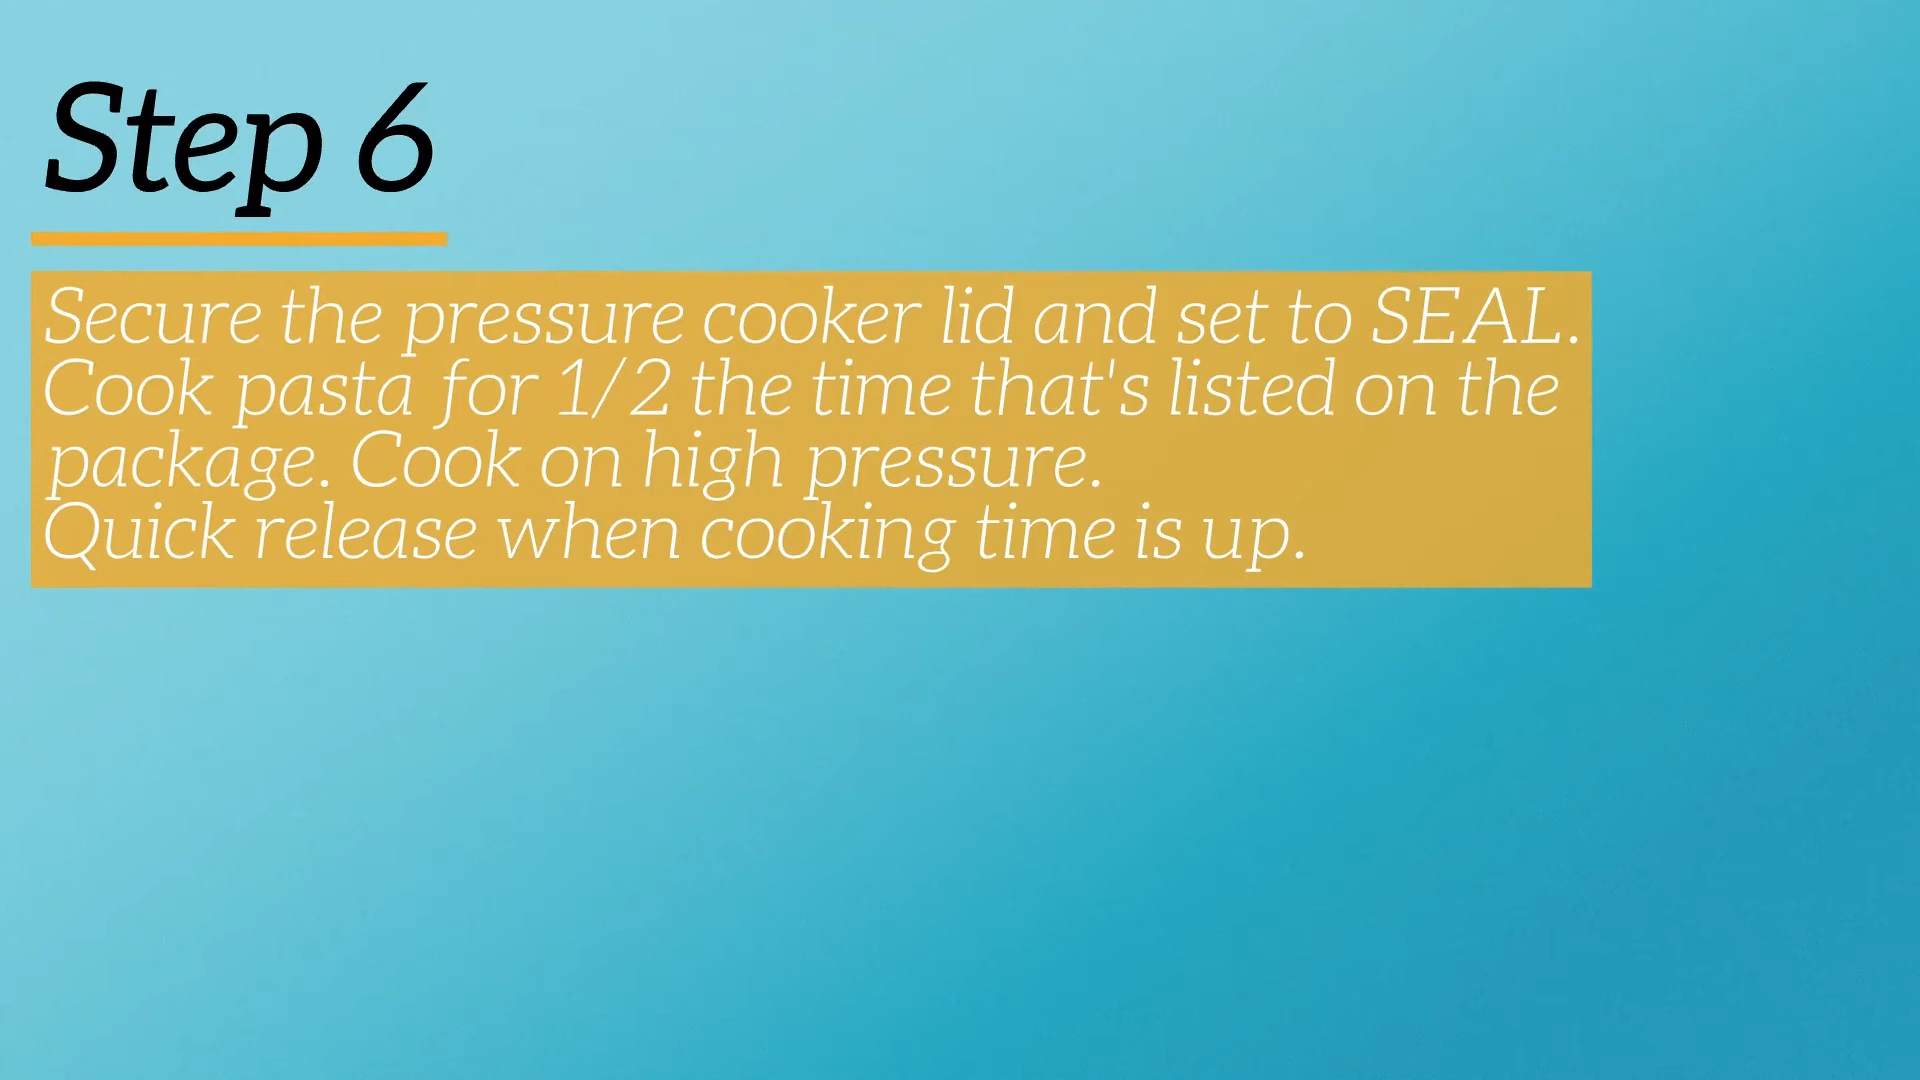 Step 6
Secure the pressure cooker lid and set to SEAL.
Cook pasta for 1/2 the time that's listed on the
package. Cook on high pressure.
Quick release when cooking time is up.